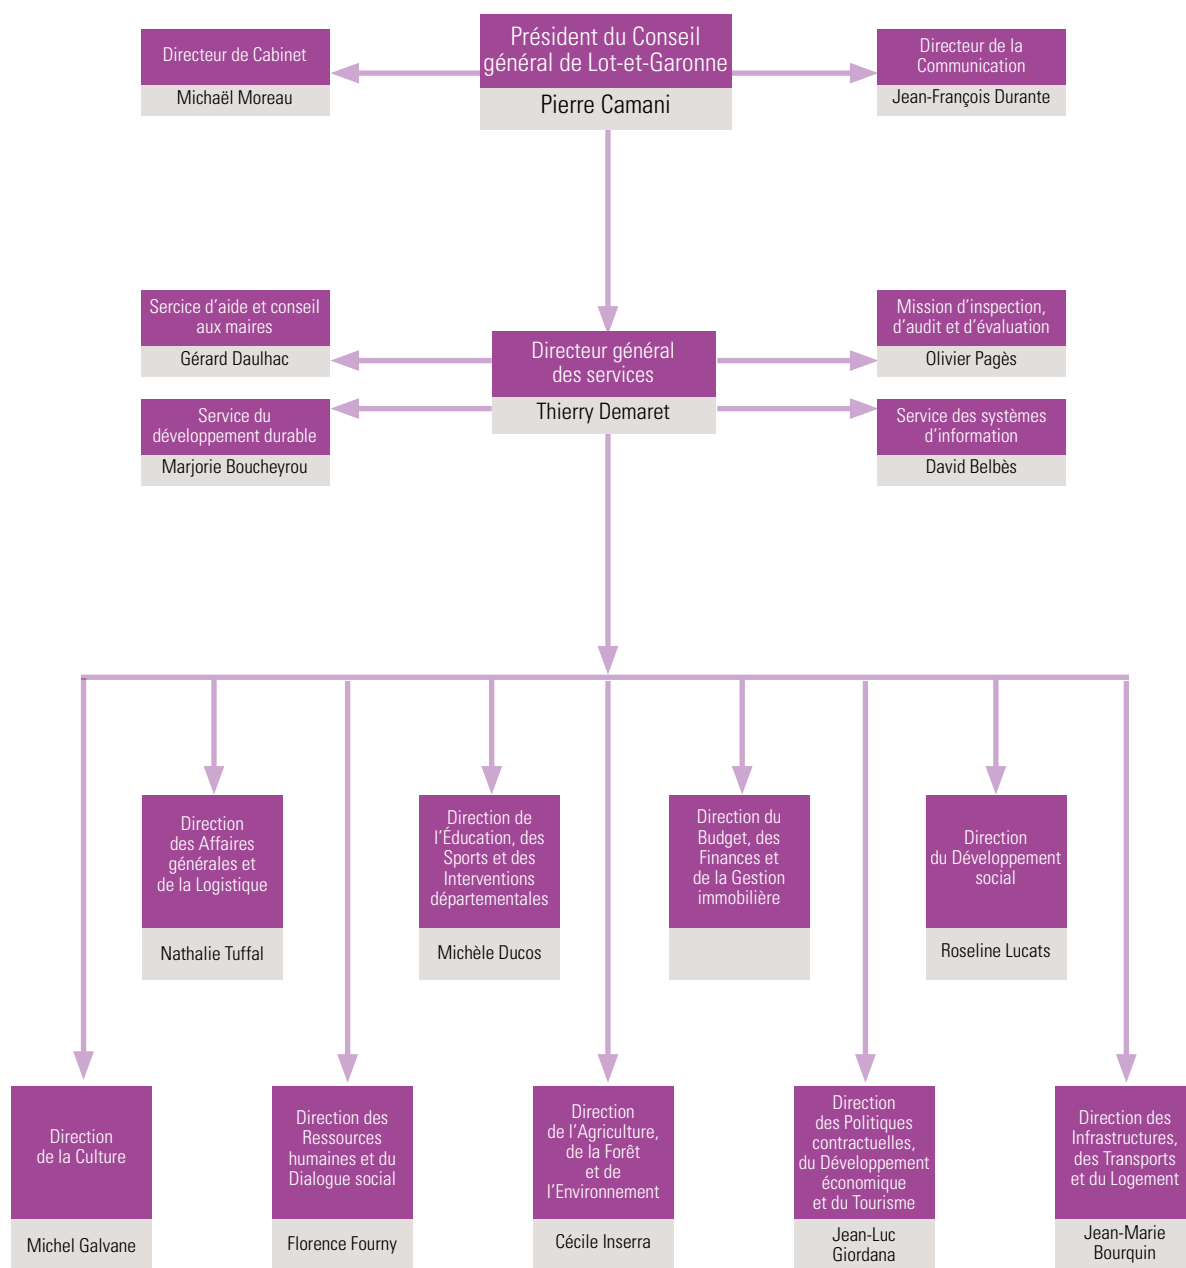 Président du Conseil
général de Lot-et-Garonne
Pierre Camani
Directeur de Cabinet
Michaël Moreau
Directeur de la
Communication
Jean-François Durante
Sercice d'aide et conseil
aux maires
Gérard Daulhac
Mission d'inspection,
d'audit et d'évaluation
Olivier Pagès
Directeur général
des services
Thierry Demaret
Service du
développement durable
Marjorie Boucheyrou
Service des systèmes
d'information
David Belbès
Direction
des Affaires
générales et
de la Logistique
Nathalie Tuffal
Direction de
l'Éducation, des
Sports et des
Interventions
départementales
Michèle Ducos
Direction du
Budget, des
Finances et
de la Gestion
immobilière
Direction
du Développement
social
Roseline Lucats
Direction
de la Culture
Michel Galvane
Direction des
Ressources
humaines et du
Dialogue social
Florence Fourny
Direction
de l'Agriculture,
de la Forêt
et de
l'Environnement
Cécile Inserra
Direction
des Politiques
contractuelles,
du Développement
économique
et du Tourisme
Jean-Luc
Giordana
Direction des
Infrastructures,
des Transports
et du Logement
Jean-Marie
Bourquin